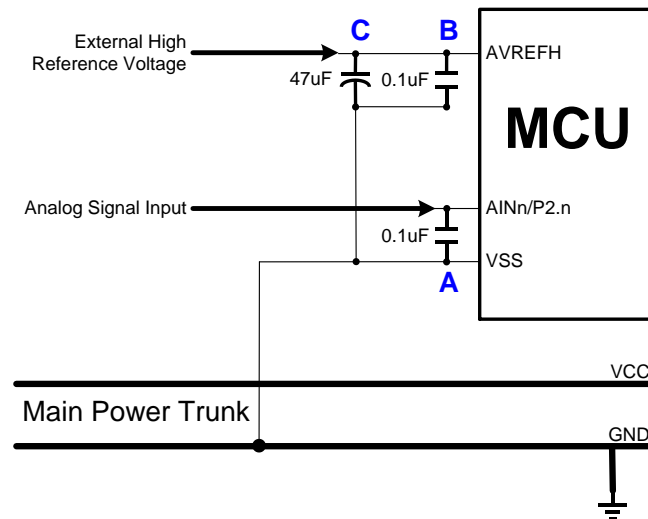 C
B
External High
Reference Voltage
AVREFH
47uF
0.1uF
MCU
Analog Signal Input
AINn/P2.n
0.1uF
VSS
A
VCC
Main Power Trunk
GND